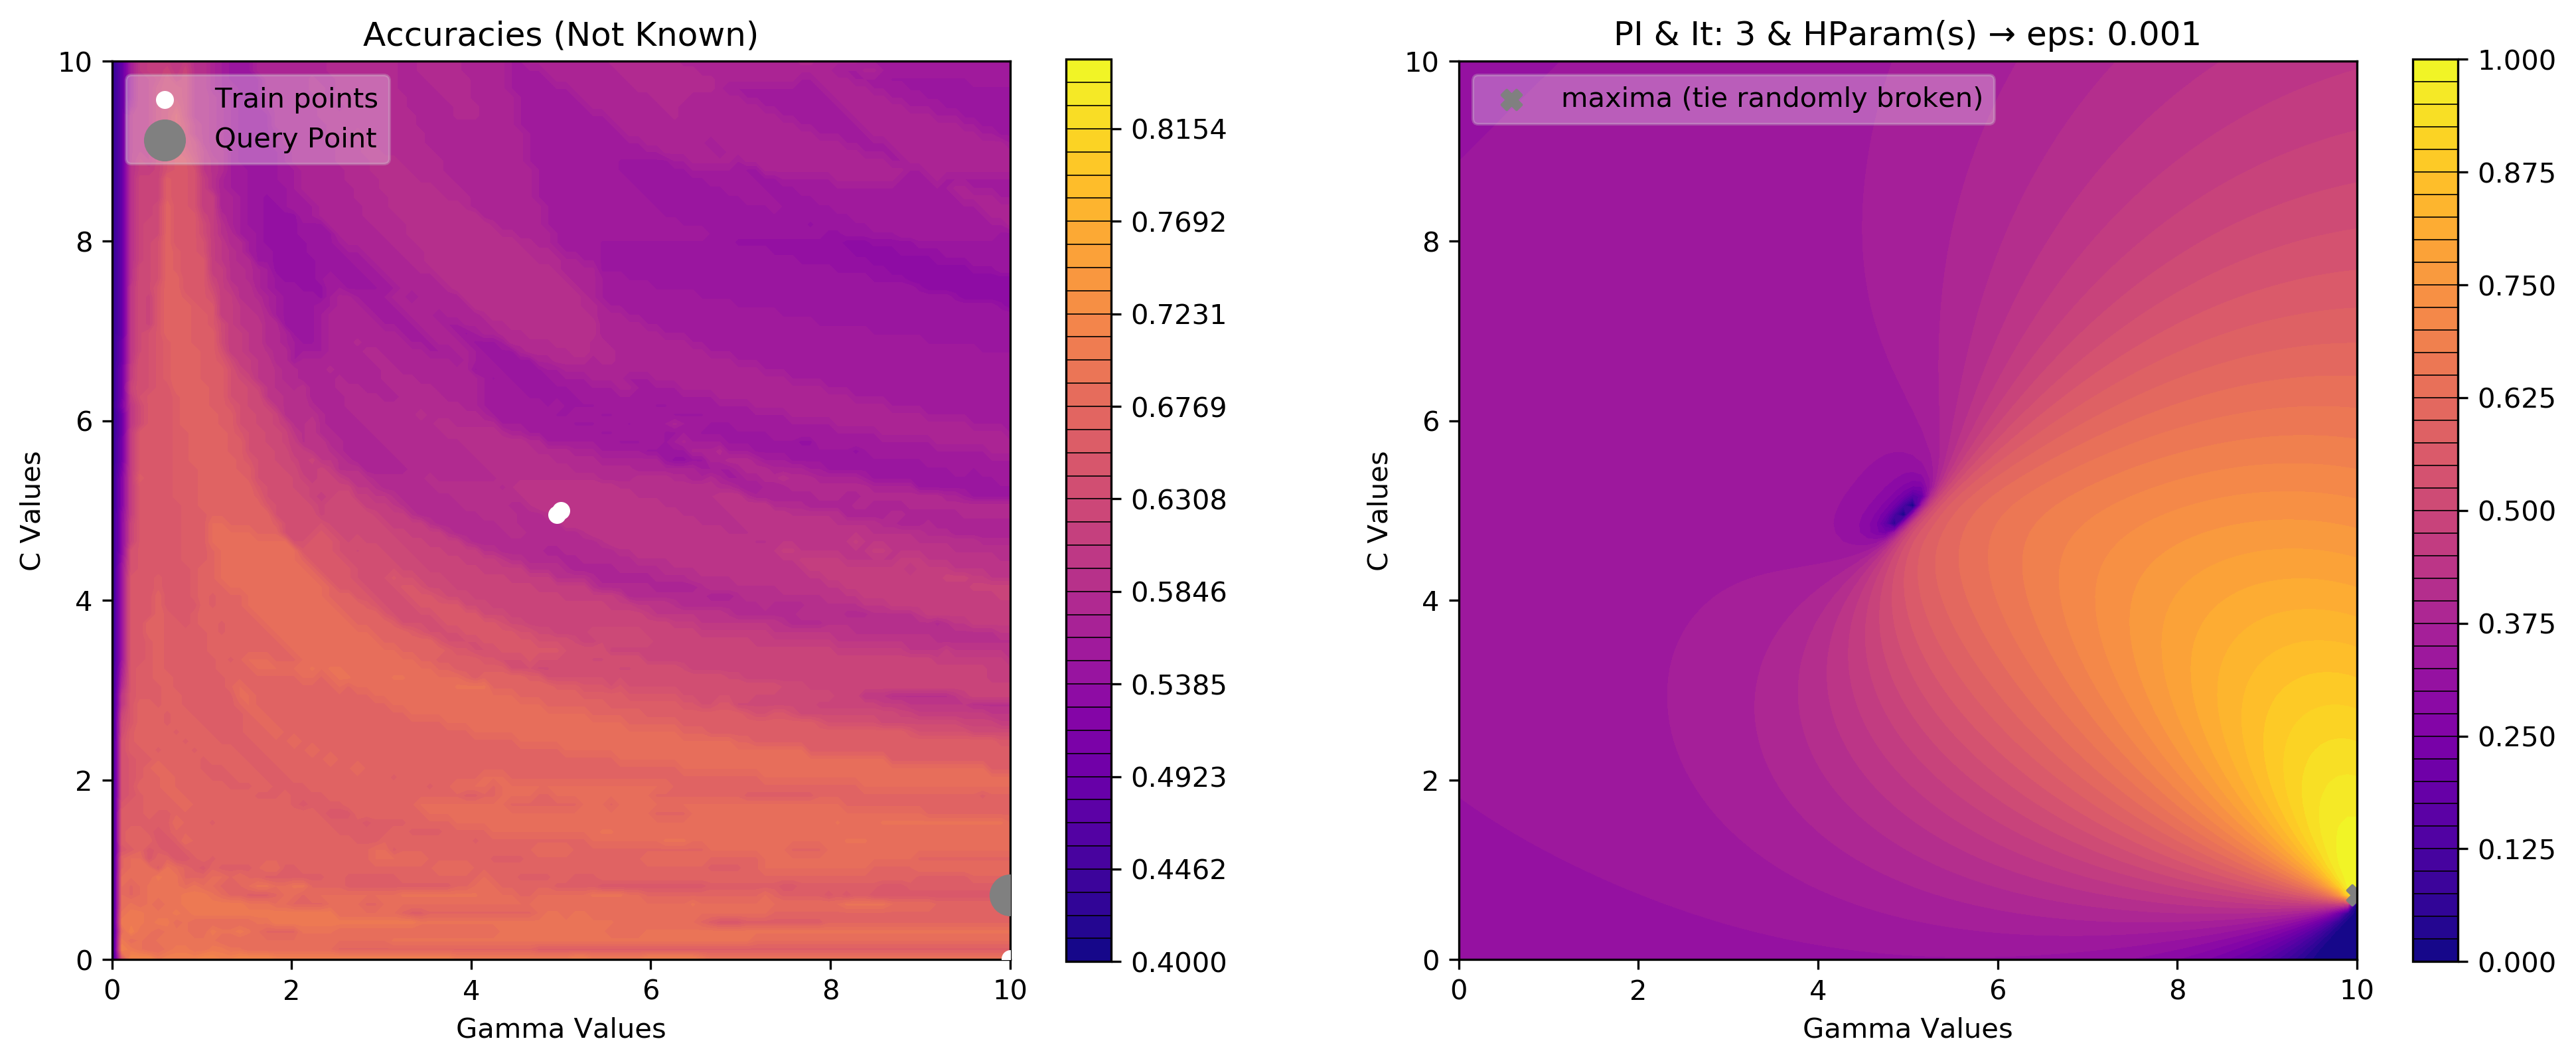 Accuracies (Not Known)
Train points
Query Point
10
8
6
4
2
0
C Values
0 2 4 6 8 10
Gamma Values
0.8154
0.7692
0.7231
0.6769
0.6308
0.5846
0.5385
0.4923
0.4462
0.4000
PI & It: 3 & HParam(s) → eps: 0.001
maxima (tie randomly broken)
10
8
6
4
2
0
C Values
0 2 4 6 8 10
Gamma Values
1.000
0.875
0.750
0.625
0.500
0.375
0.250
0.125
0.000